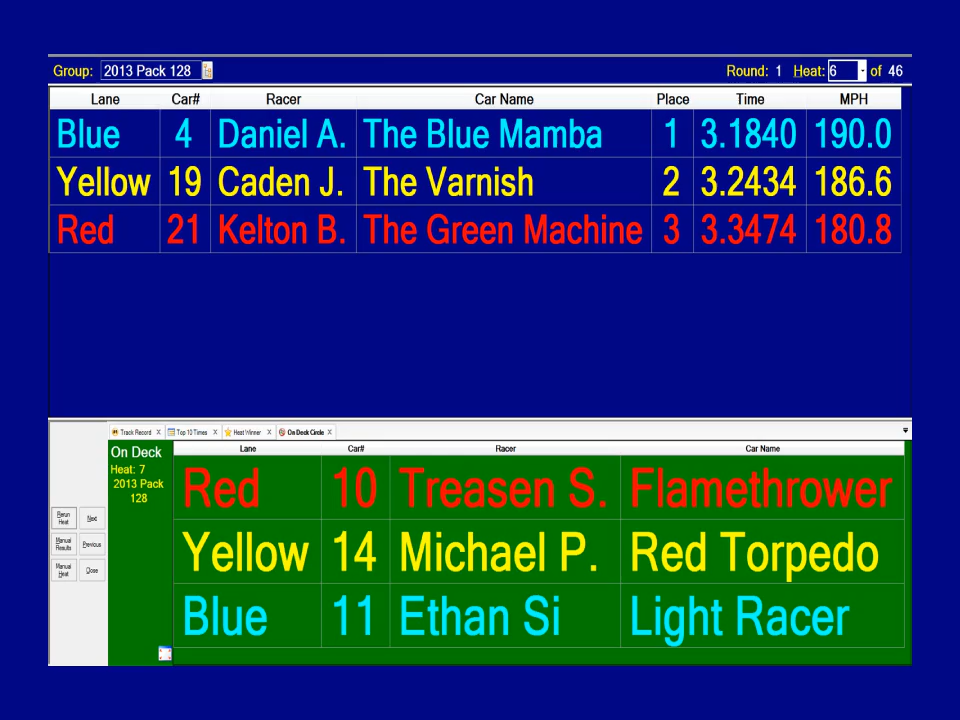 Group: 2013 Pack 128 Round: 1 Heat: 6 of 46
Lane Car# Racer Car Name Place Time MPH
Blue 4 Daniel A. The Blue Mamba 1 3.1840 190.0
Yellow 19 Caden J. The Varnish 2 3.2434 186.6
Red 21 Kelton B. The Green Machine 3 3.3474 180.8
Track Record X Top 10 Times X Heat Winner X On Deck Circle X
On Deck
Heat: 7
2013 Pack
128
Lane Car# Racer Car Name
Red 10 Treasen S. Flamethrower
Yellow 14 Michael P. Red Torpedo
Blue 11 Ethan Si Light Racer
Rerun
Heat
Next
Manual
Results
Previous
Manual
Heat
Close